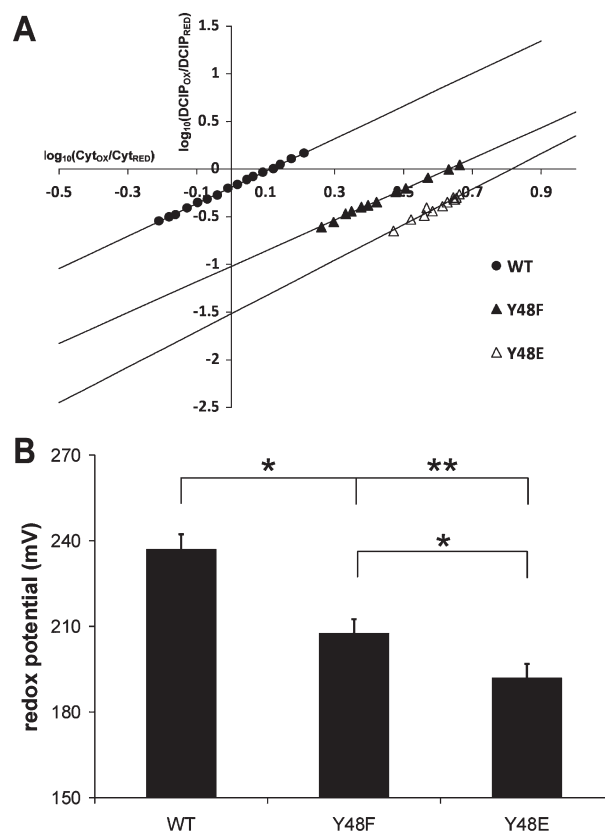 A
log10(DCIPOX/DCIPRED)
1.5
1
0.5
log10(CytOX/CytRED)
0
-0.5 -0.3 -0.1 0.1 0.3 0.5 0.7 0.9
-0.5
-1
-1.5
-2
-2.5
WT
Y48F
Y48E
B
redox potential (mV)
270
240
210
180
150
* **
*
WT Y48F Y48E